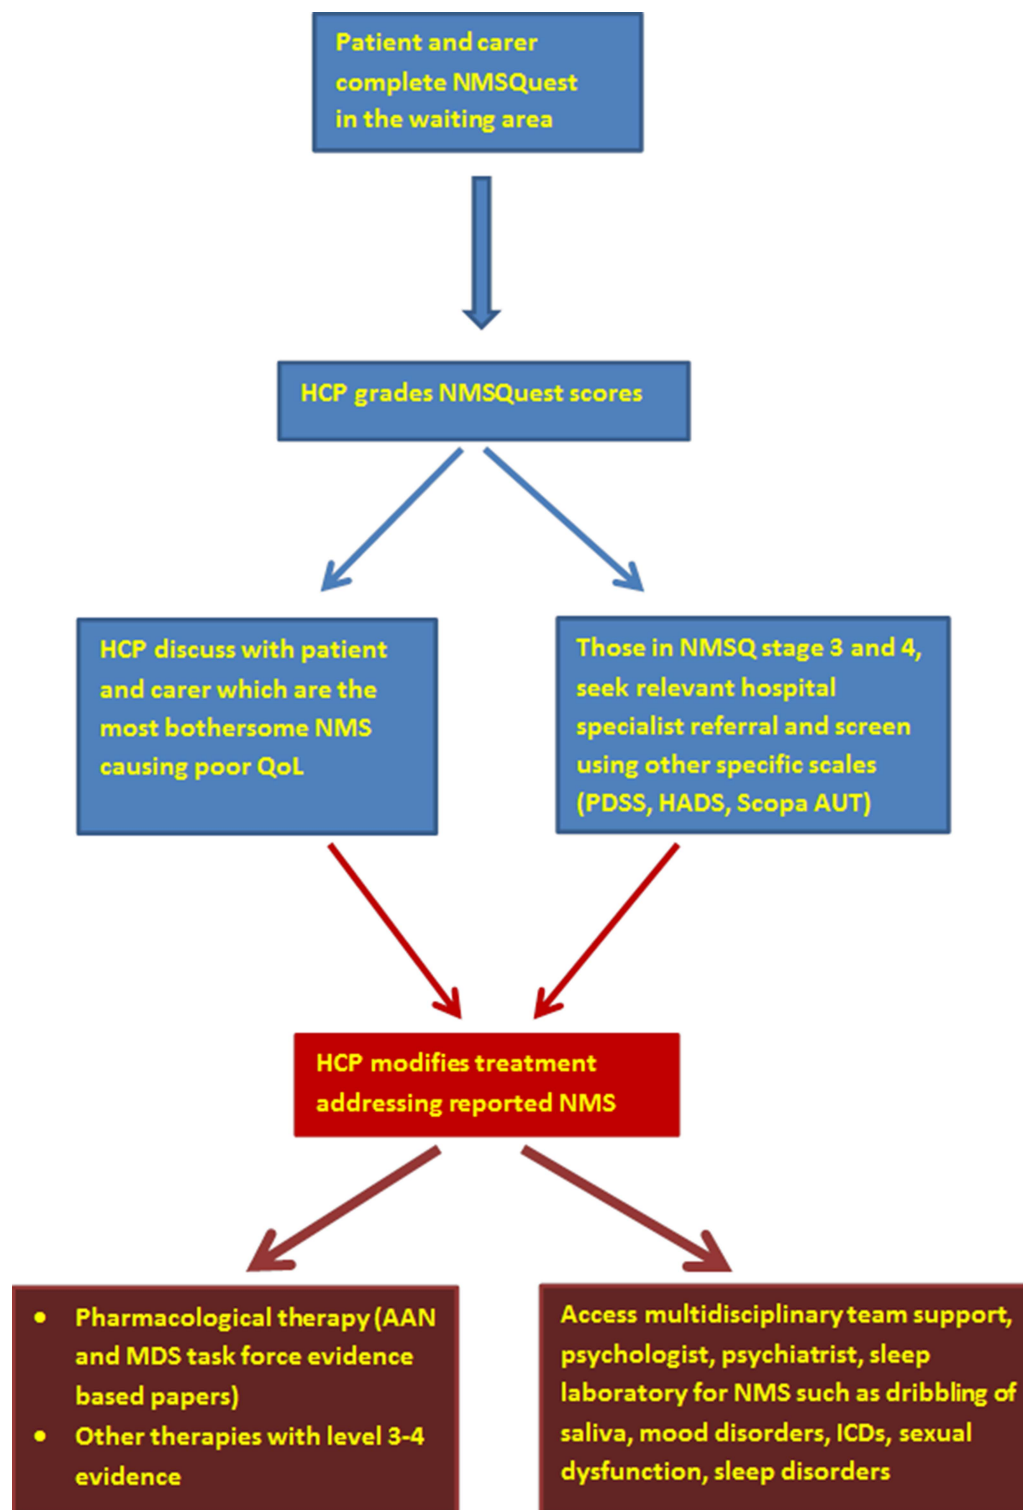 Patient and carer
complete NMSQuest
in the waiting area
HCP grades NMSQuest scores
HCP discuss with patient
and carer which are the
most bothersome NMS
causing poor QoL
Those in NMSQ stage 3 and 4,
seek relevant hospital
specialist referral and screen
using other specific scales
(PDSS, HADS, Scopa AUT)
HCP modifies treatment
addressing reported NMS
• Pharmacological therapy (AAN
and MDS task force evidence
based papers)
• Other therapies with level 3-4
evidence
Access multidisciplinary team support,
psychologist, psychiatrist, sleep
laboratory for NMS such as dribbling of
saliva, mood disorders, ICDs, sexual
dysfunction, sleep disorders